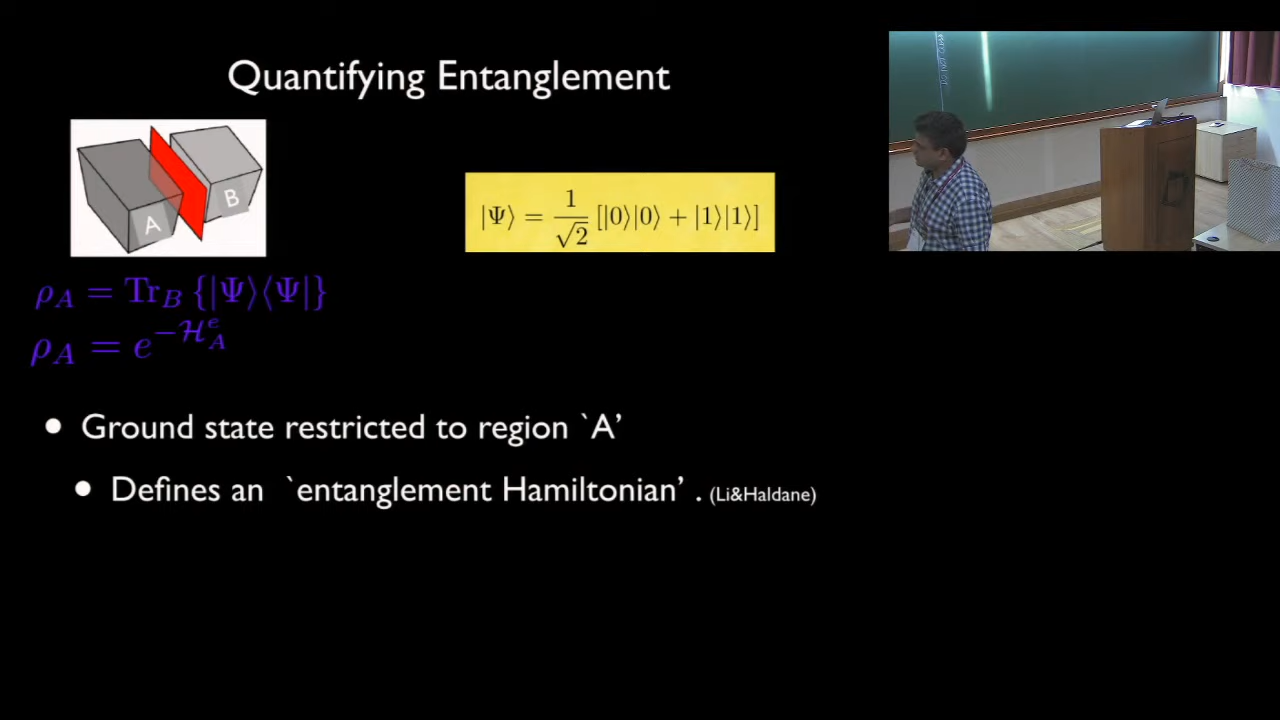 Quantifying Entanglement
A
B
|Ψ⟩ = 1/√2 [|0⟩|0⟩ + |1⟩|1⟩]
ρ_A = Tr_B {|Ψ⟩⟨Ψ|}
ρ_A = e^{-ℋ^e_A}
• Ground state restricted to region `A’
• Defines an `entanglement Hamiltonian’ . (Li&Haldane)